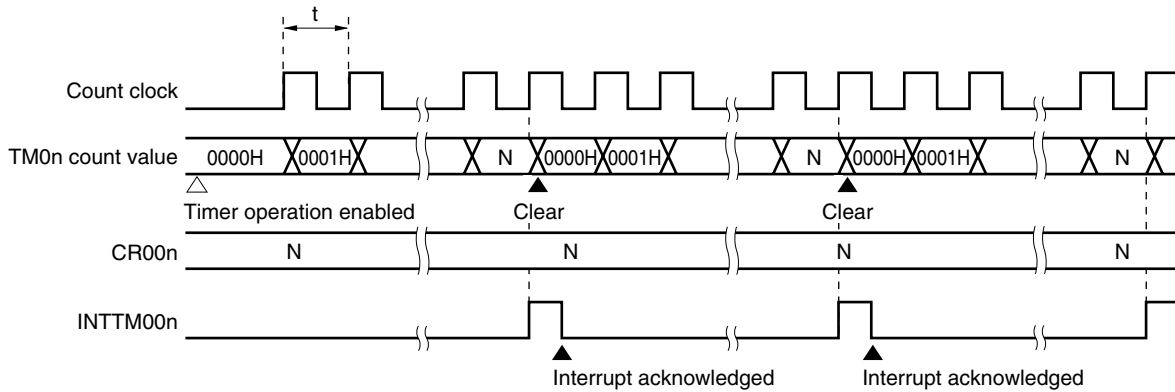 t
Count clock
TM0n count value 0000H 0001H N 0000H 0001H N 0000H 0001H N
Timer operation enabled Clear Clear
CR00n N N N N
INTTM00n
Interrupt acknowledged Interrupt acknowledged